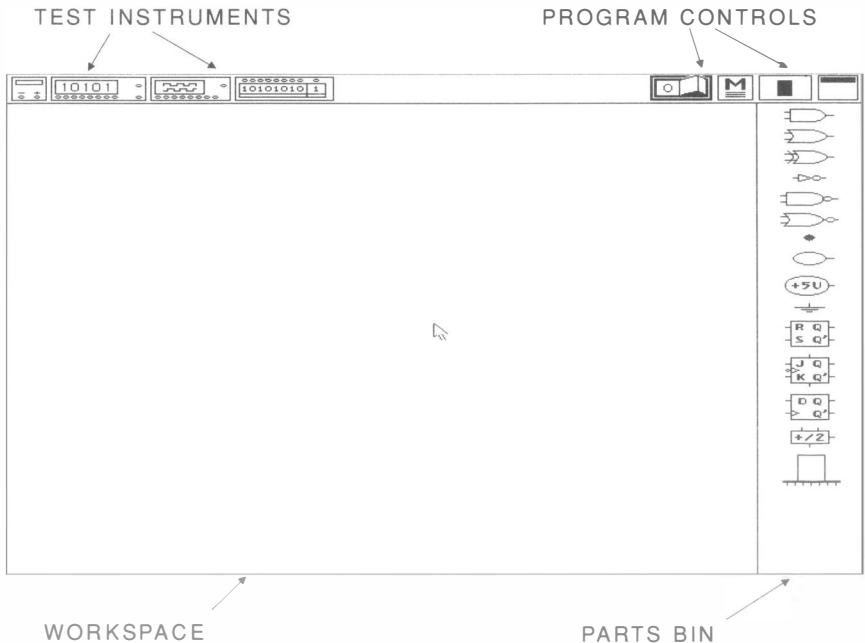 TEST INSTRUMENTS
PROGRAM CONTROLS
- +
10101
10101010 1
M
+5V
R Q
S Q'
J Q
K Q'
D Q
Q'
+/2
WORKSPACE
PARTS BIN